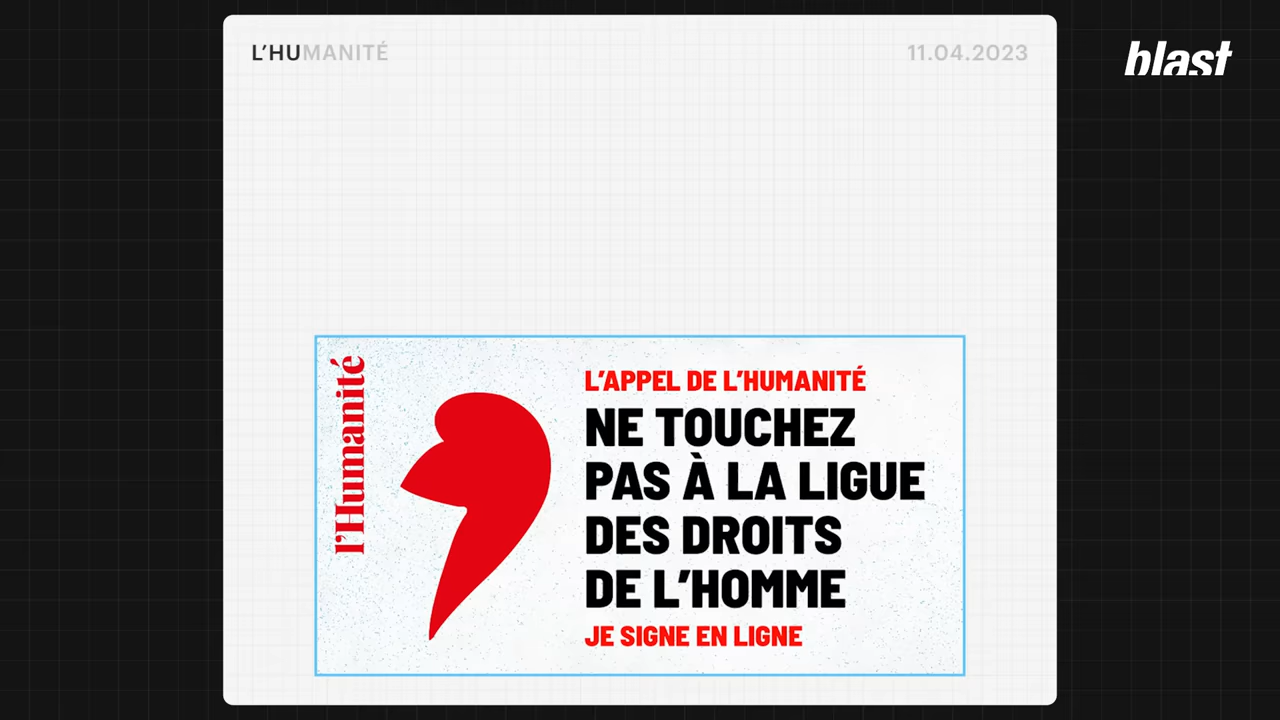 L'HUMANITÉ
11.04.2023
blast
l'Humanité
L'APPEL DE L'HUMANITÉ
NE TOUCHEZ
PAS À LA LIGUE
DES DROITS
DE L'HOMME
JE SIGNE EN LIGNE